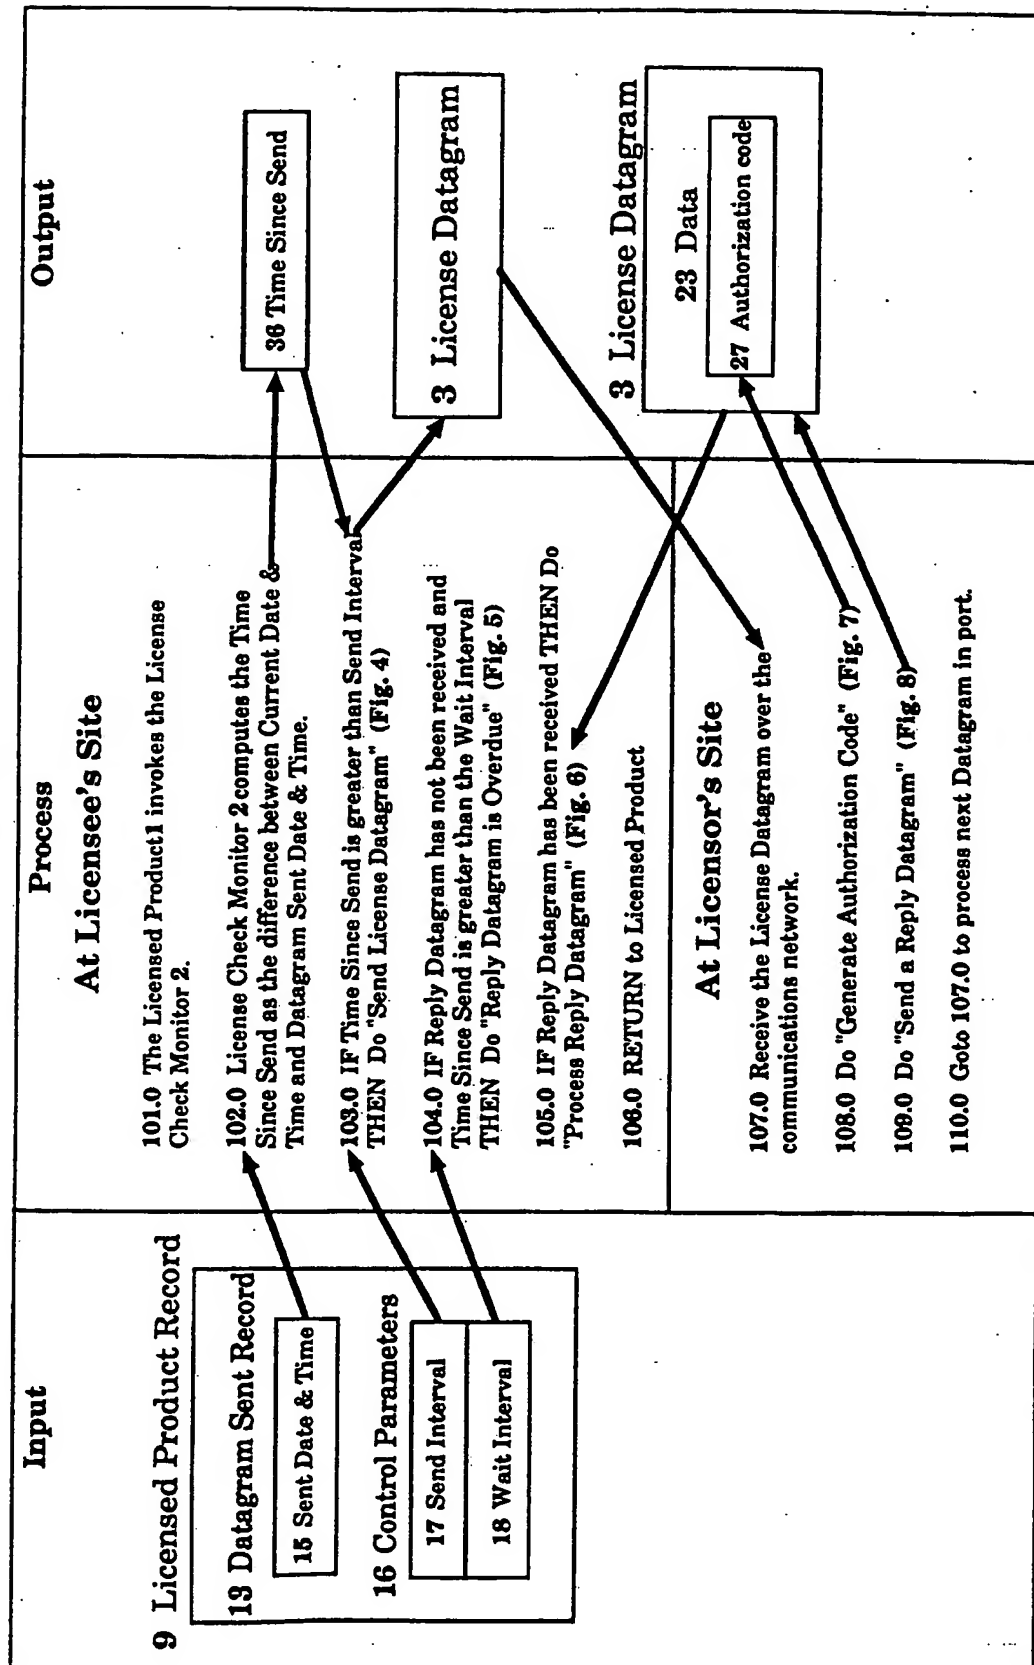 Input
9 Licensed Product Record
13 Datagram Sent Record
15 Sent Date & Time
16 Control Parameters
17 Send Interval
18 Wait Interval
Process
At Licensee's Site
101.0 The Licensed Product1 invokes the License
Check Monitor 2.
102.0 License Check Monitor 2 computes the Time
Since Send as the difference between Current Date &
Time and Datagram Sent Date & Time.
103.0 IF Time Since Send is greater than Send Interval
THEN Do "Send License Datagram" (Fig. 4)
104.0 IF Reply Datagram has not been received and
Time Since Send is greater than the Wait Interval
THEN Do "Reply Datagram is Overdue" (Fig. 5)
105.0 IF Reply Datagram has been received THEN Do
"Process Reply Datagram" (Fig. 6)
106.0 RETURN to Licensed Product
At Licensor's Site
107.0 Receive the License Datagram over the
communications network.
108.0 Do "Generate Authorization Code" (Fig. 7)
109.0 Do "Send a Reply Datagram" (Fig. 8)
110.0 Goto 107.0 to process next Datagram in port.
Output
36 Time Since Send
3 License Datagram
3 License Datagram
23 Data
27 Authorization code